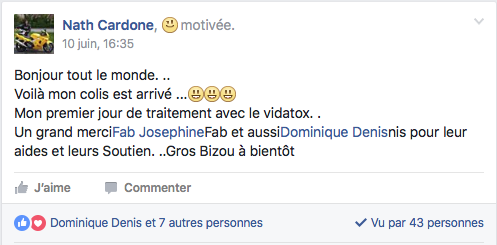 Nath Cardone, motivée.
10 juin, 16:35
Bonjour tout le monde. ..
Voilà mon colis est arrivé ...😃😃😃
Mon premier jour de traitement avec le vidatox. .
Un grand merciFab JosephineFab et aussiDominique Denisnis pour leur
aides et leurs Soutien. ..Gros Bizou à bientôt
J'aime Commenter
Dominique Denis et 7 autres personnes Vu par 43 personnes